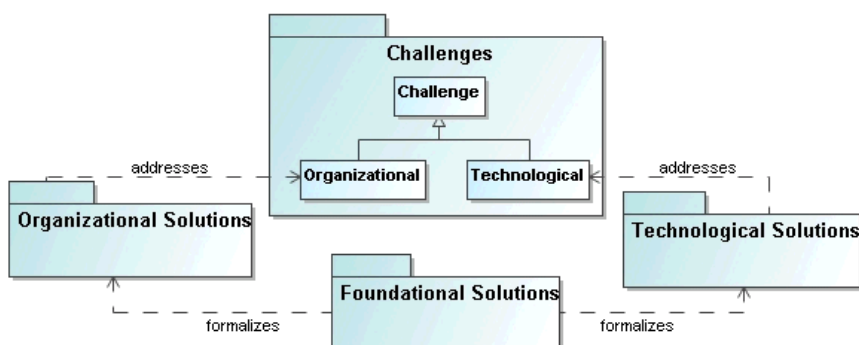 Challenges
Challenge
addresses
addresses
Organizational
Technological
Organizational Solutions
Technological Solutions
Foundational Solutions
formalizes
formalizes